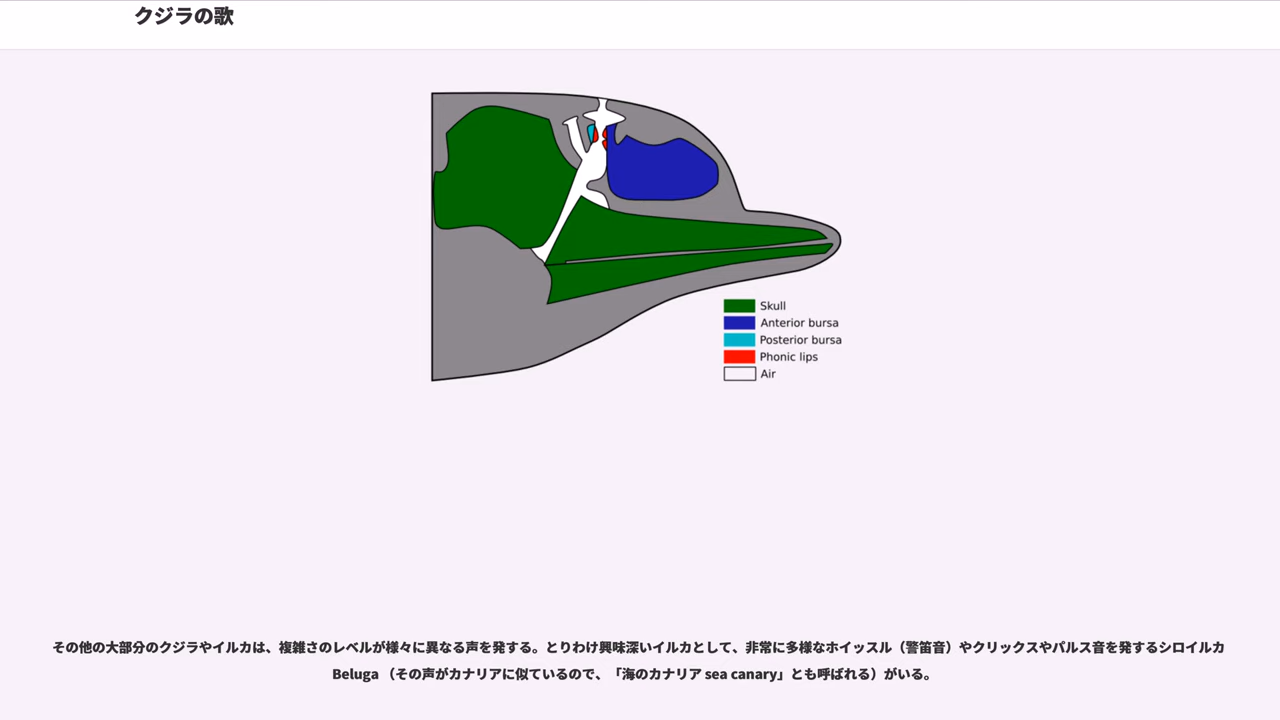 クジラの歌
Skull
Anterior bursa
Posterior bursa
Phonic lips
Air
その他の大部分のクジラやイルカは、複雑さのレベルが様々に異なる声を発する。とりわけ興味深いイルカとして、非常に多様なホイッスル（警笛音）やクリックスやパルス音を発するシロイルカ
Beluga （その声がカナリアに似ているので、「海のカナリア sea canary」とも呼ばれる）がいる。